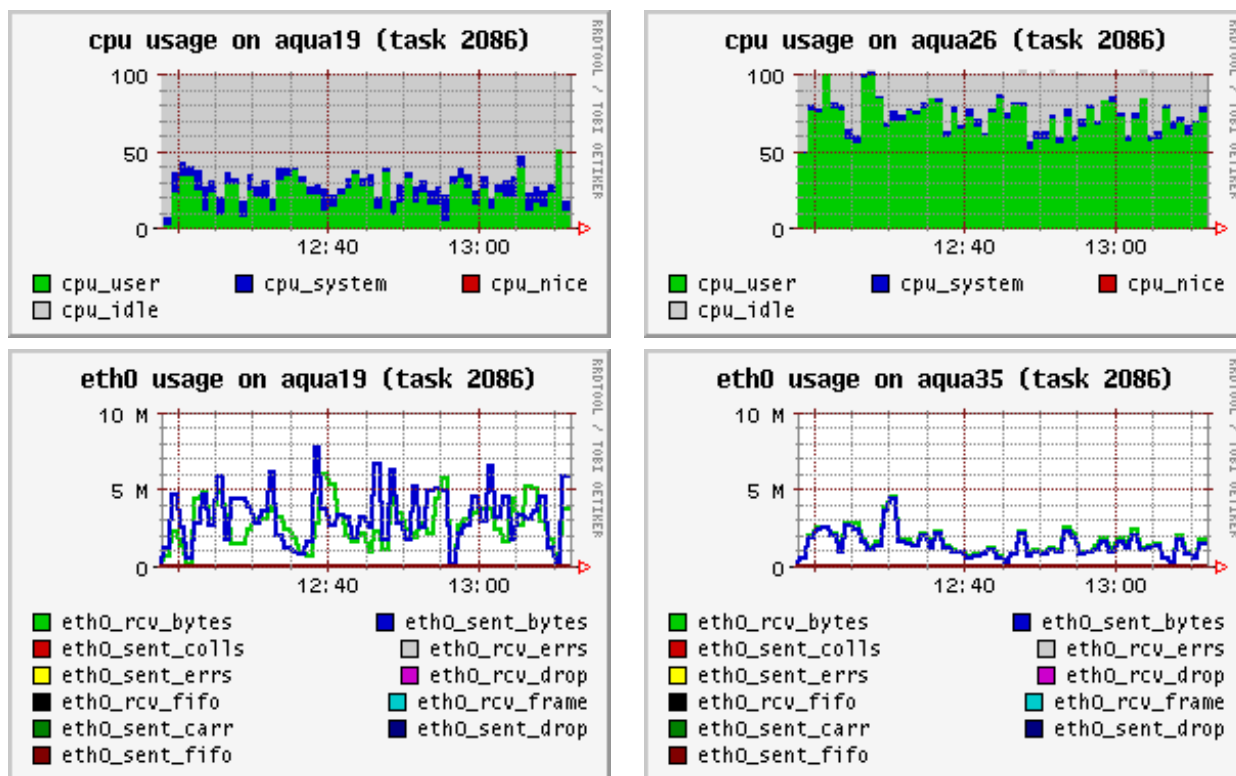 cpu usage on aqua19 (task 2086)
100
50
0
12:40 13:00
cpu_user cpu_system cpu_nice
cpu_idle
RRDTOOL / TOBI OETIKER
cpu usage on aqua26 (task 2086)
100
50
0
12:40 13:00
cpu_user cpu_system cpu_nice
cpu_idle
RRDTOOL / TOBI OETIKER
eth0 usage on aqua19 (task 2086)
10 M
5 M
0
12:40 13:00
eth0_rcv_bytes eth0_sent_bytes
eth0_sent_colls eth0_rcv_errs
eth0_sent_errs eth0_rcv_drop
eth0_rcv_fifo eth0_rcv_frame
eth0_sent_carr eth0_sent_drop
eth0_sent_fifo
RRDTOOL / TOBI OETIKER
eth0 usage on aqua35 (task 2086)
10 M
5 M
0
12:40 13:00
eth0_rcv_bytes eth0_sent_bytes
eth0_sent_colls eth0_rcv_errs
eth0_sent_errs eth0_rcv_drop
eth0_rcv_fifo eth0_rcv_frame
eth0_sent_carr eth0_sent_drop
eth0_sent_fifo
RRDTOOL / TOBI OETIKER